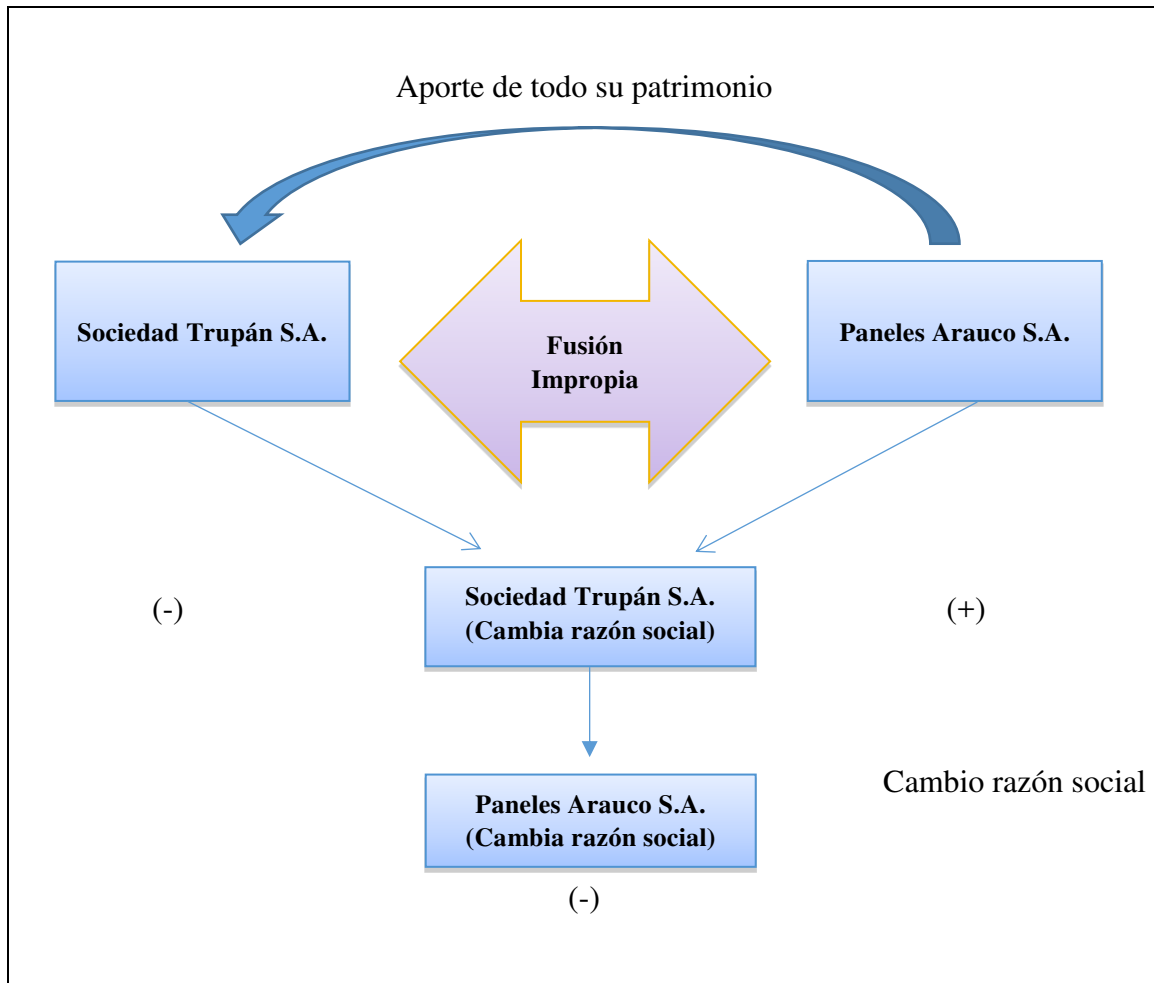 Aporte de todo su patrimonio
Sociedad Trupán S.A.
Fusión
Impropia
Paneles Arauco S.A.
(-)
Sociedad Trupán S.A.
(Cambia razón social)
(+)
Cambio razón social
Paneles Arauco S.A.
(Cambia razón social)
(-)